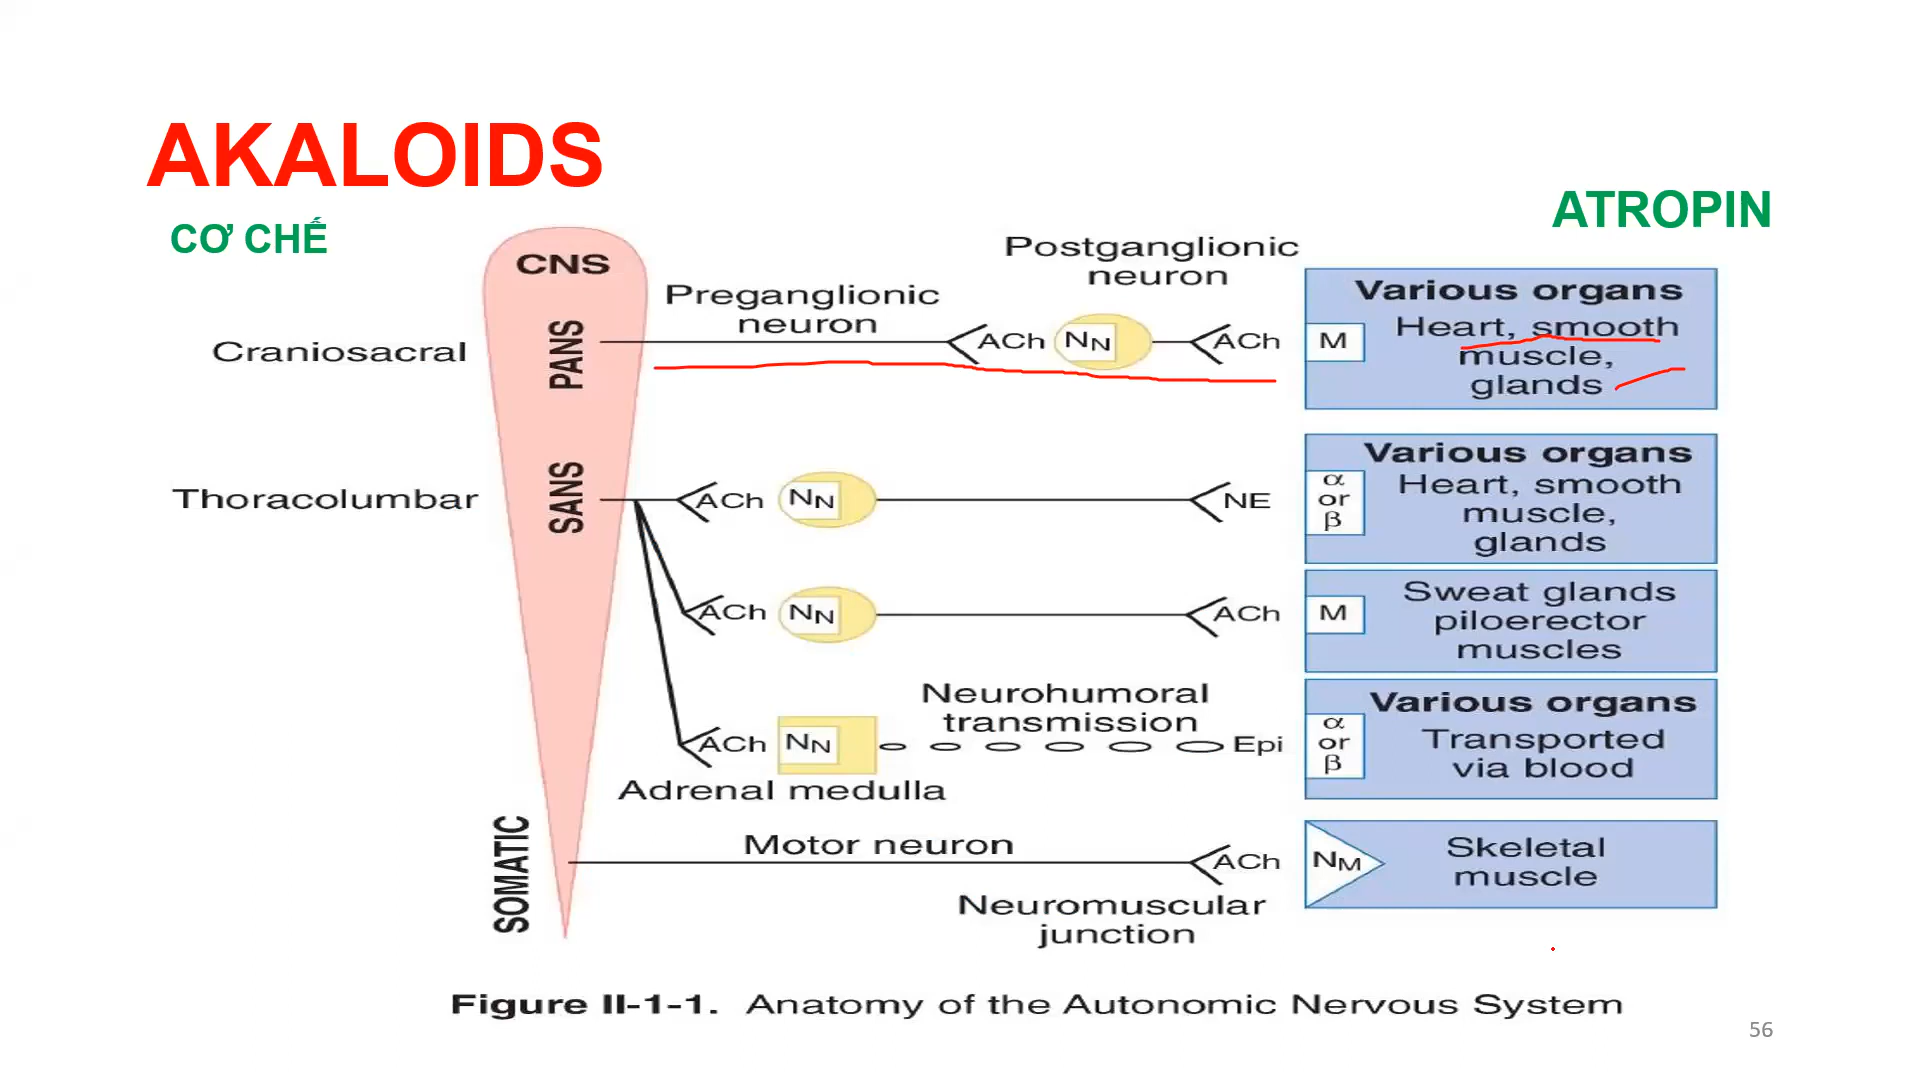 AKALOIDS
CƠ CHẾ
ATROPIN
CNS
PANS
SANS
SOMATIC
Craniosacral
Preganglionic
neuron
ACh
NN
Postganglionic
neuron
ACh
M
Various organs
Heart, smooth
muscle,
glands
Thoracolumbar
ACh
NN
NE
α
or
β
Various organs
Heart, smooth
muscle,
glands
ACh
NN
ACh
M
Sweat glands
piloerector
muscles
ACh
NN
Adrenal medulla
Neurohumoral
transmission
Epi
α
or
β
Various organs
Transported
via blood
Motor neuron
ACh
Neuromuscular
junction
NM
Skeletal
muscle
Figure II-1-1. Anatomy of the Autonomic Nervous System
56